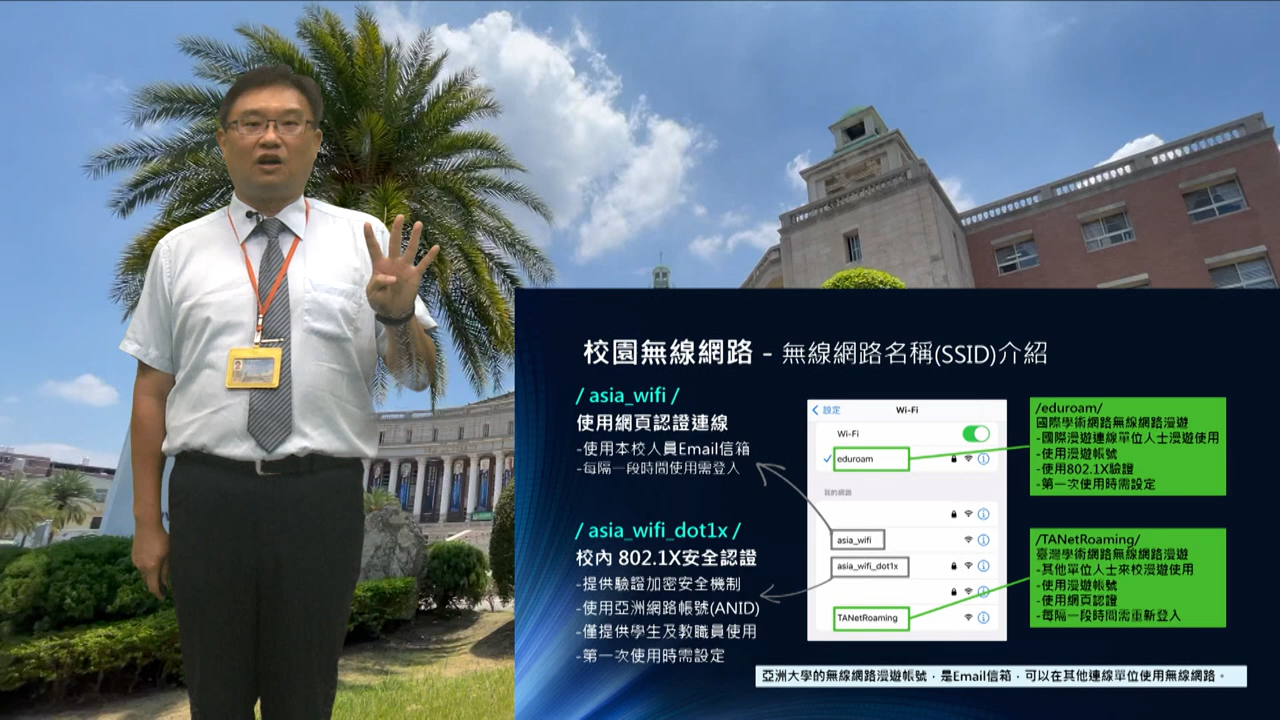 校園無線網路 - 無線網路名稱(SSID)介紹
/ asia_wifi /
使用網頁認證連線
-使用本校人員Email信箱
-每隔一段時間使用需登入
/ asia_wifi_dot1x /
校內 802.1X安全認證
-提供驗證加密安全機制
-使用亞洲網路帳號(ANID)
-僅提供學生及教職員使用
-第一次使用時需設定
設定
Wi-Fi
Wi-Fi
eduroam
我的網路
asia_wifi
asia_wifi_dot1x
TANetRoaming
/eduroam/
國際學術網路無線網路漫遊
-國際漫遊連線單位人士漫遊使用
-使用漫遊帳號
-使用802.1X驗證
-第一次使用時需設定
/TANetRoaming/
臺灣學術網路無線網路漫遊
-其他單位人士來校漫遊使用
-使用漫遊帳號
-使用網頁認證
-每隔一段時間需重新登入
亞洲大學的無線網路漫遊帳號，是Email信箱，可以在其他連線單位使用無線網路。